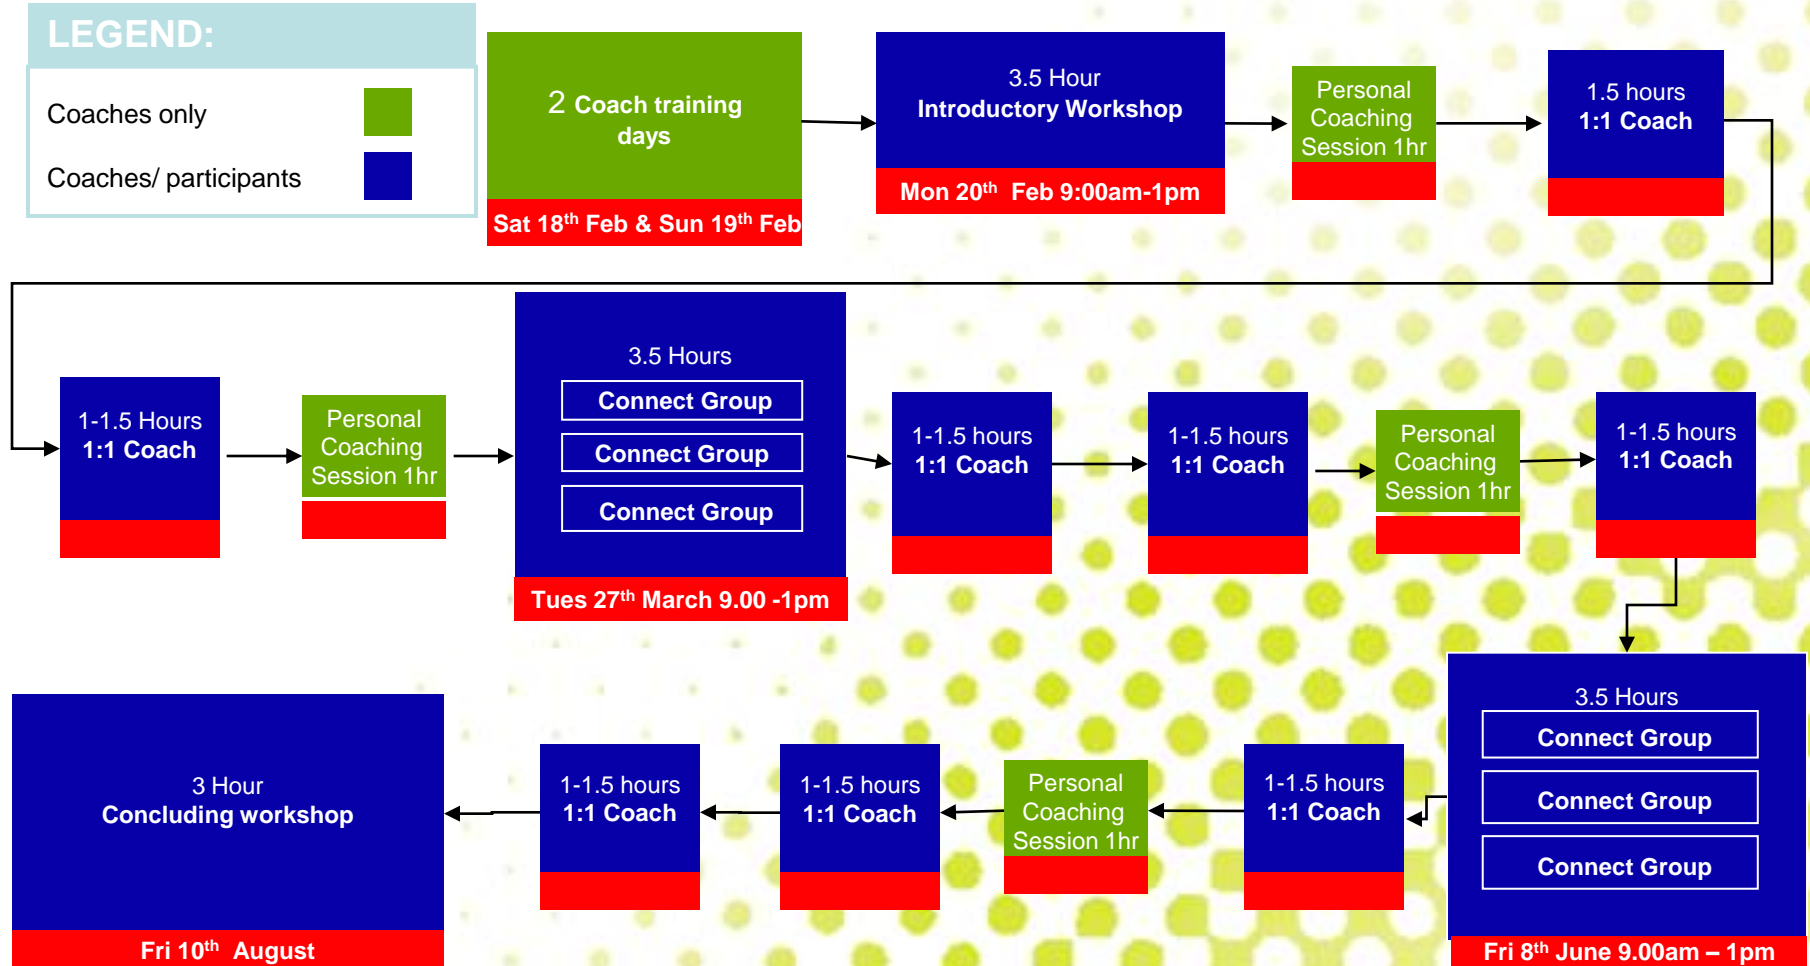 LEGEND:
Coaches only
Coaches/ participants
2 Coach training
days
Sat 18th Feb & Sun 19th Feb
3.5 Hour
Introductory Workshop
Mon 20th Feb 9:00am-1pm
Personal
Coaching
Session 1hr
1.5 hours
1:1 Coach
1-1.5 Hours
1:1 Coach
Personal
Coaching
Session 1hr
3.5 Hours
Connect Group
Connect Group
Connect Group
Tues 27th March 9.00 -1pm
1-1.5 hours
1:1 Coach
1-1.5 hours
1:1 Coach
Personal
Coaching
Session 1hr
1-1.5 hours
1:1 Coach
3.5 Hours
Connect Group
Connect Group
Connect Group
Fri 8th June 9.00am – 1pm
1-1.5 hours
1:1 Coach
Personal
Coaching
Session 1hr
1-1.5 hours
1:1 Coach
1-1.5 hours
1:1 Coach
3 Hour
Concluding workshop
Fri 10th August